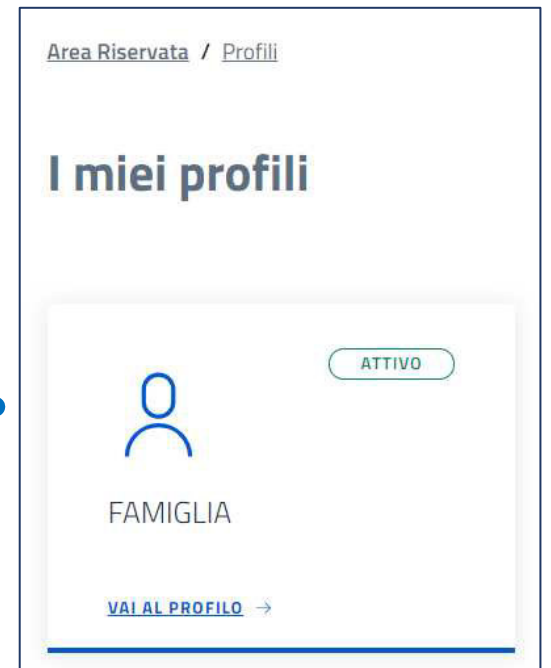 Area Riservata / Profili
I miei profili
ATTIVO
FAMIGLIA
VAI AL PROFILO →